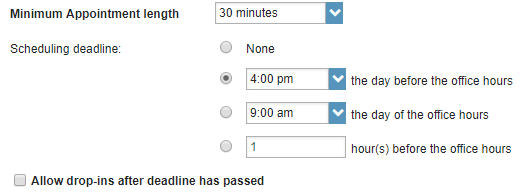 Minimum Appointment length 30 minutes
Scheduling deadline: None
4:00 pm the day before the office hours
9:00 am the day of the office hours
1 hour(s) before the office hours
Allow drop-ins after deadline has passed